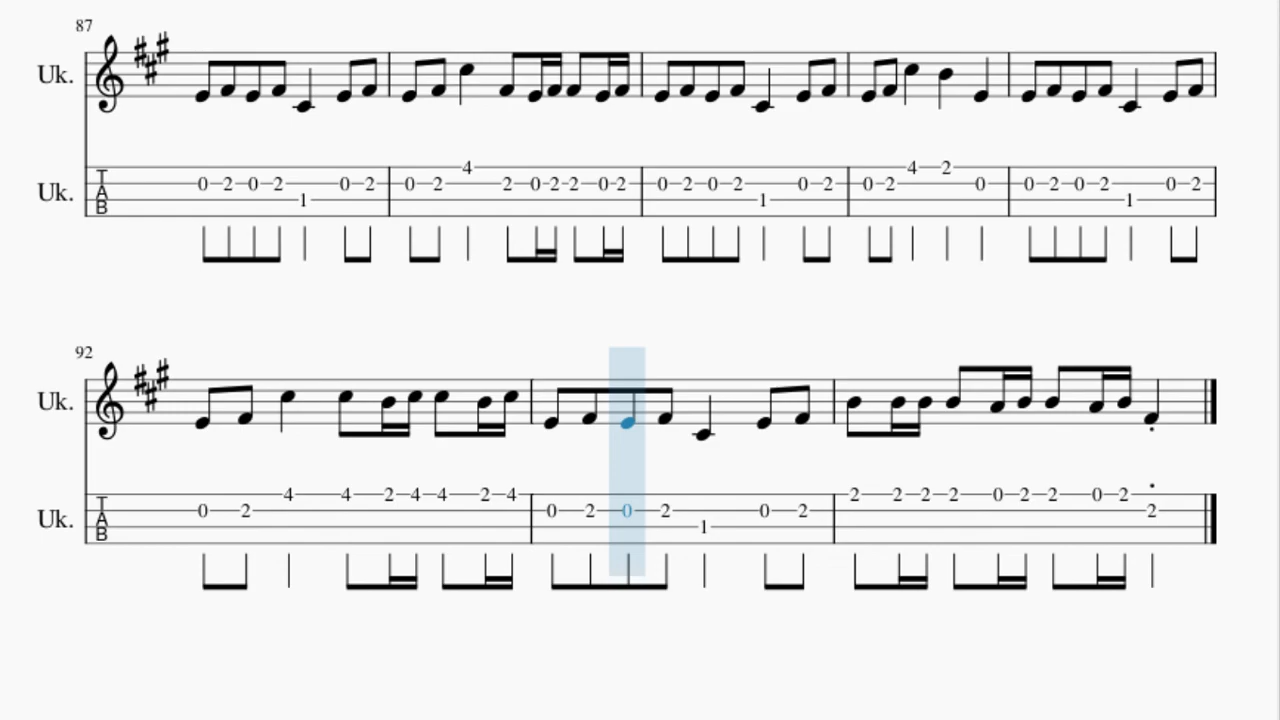 87
Uk.
4 4 2
Uk. T A B 0 2 0 2 0 2 0 2 2 0 2 2 0 2 0 2 0 2 0 2 0 2 0 0 2 0 2 0 2
1 1 1
92
Uk.
4 4 2 4 4 2 4 2 2 2 2 0 2 2 0 2
Uk. T A B 0 2 0 2 0 2 0 2 2
1